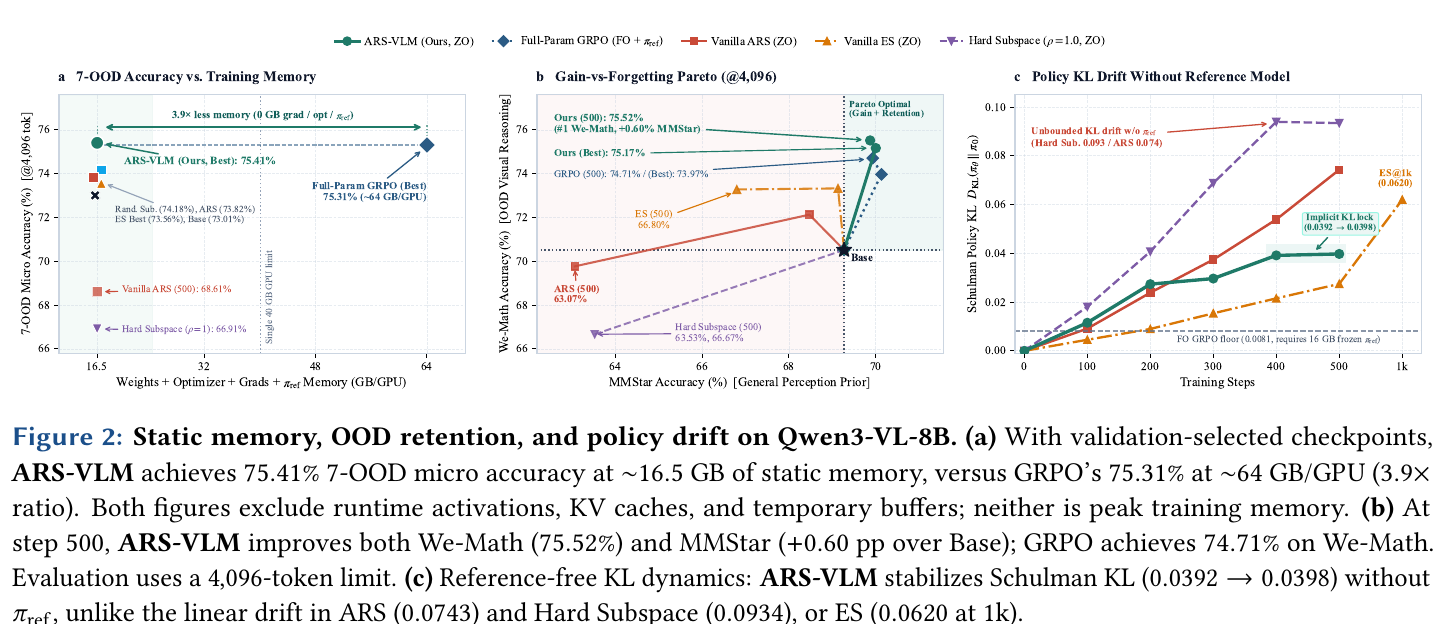 ARS-VLM (Ours, ZO) Full-Param GRPO (FO + π_ref) Vanilla ARS (ZO) Vanilla ES (ZO) Hard Subspace (ρ=1.0, ZO)
a 7-OOD Accuracy vs. Training Memory
7-OOD Micro Accuracy (%) [@4,096 tok]
76
74
72
70
68
66
3.9× less memory (0 GB grad / opt / π_ref)
ARS-VLM (Ours, Best): 75.41%
Full-Param GRPO (Best)
75.31% (~64 GB/GPU)
Rand. Sub. (74.18%), ARS (73.82%)
ES Best (73.56%), Base (73.01%)
Single 40 GB GPU limit
Vanilla ARS (500): 68.61%
Hard Subspace (ρ=1): 66.91%
16.5 32 48 64
Weights + Optimizer + Grads + π_ref Memory (GB/GPU)
b Gain-vs-Forgetting Pareto (@4,096)
We-Math Accuracy (%) [OOD Visual Reasoning]
76
74
72
70
68
66
Ours (500): 75.52%
(#1 We-Math, +0.60% MMStar)
Pareto Optimal
(Gain + Retention)
Ours (Best): 75.17%
GRPO (500): 74.71% / (Best): 73.97%
ES (500)
66.80%
Base
ARS (500)
63.07%
Hard Subspace (500)
63.53%, 66.67%
64 66 68 70
MMStar Accuracy (%) [General Perception Prior]
c Policy KL Drift Without Reference Model
Schulman Policy KL D_KL(π_θ ∥ π_0)
0.10
0.08
0.06
0.04
0.02
0.00
Unbounded KL drift w/o π_ref
(Hard Sub. 0.093 / ARS 0.074)
ES@1k
(0.0620)
Implicit KL lock
(0.0392 → 0.0398)
FO GRPO floor (0.0081, requires 16 GB frozen π_ref)
0 100 200 300 400 500 1k
Training Steps
Figure 2: Static memory, OOD retention, and policy drift on Qwen3-VL-8B. (a) With validation-selected checkpoints,
ARS-VLM achieves 75.41% 7-OOD micro accuracy at ~16.5 GB of static memory, versus GRPO's 75.31% at ~64 GB/GPU (3.9×
ratio). Both figures exclude runtime activations, KV caches, and temporary buffers; neither is peak training memory. (b) At
step 500, ARS-VLM improves both We-Math (75.52%) and MMStar (+0.60 pp over Base); GRPO achieves 74.71% on We-Math.
Evaluation uses a 4,096-token limit. (c) Reference-free KL dynamics: ARS-VLM stabilizes Schulman KL (0.0392 → 0.0398) without
π_ref, unlike the linear drift in ARS (0.0743) and Hard Subspace (0.0934), or ES (0.0620 at 1k).